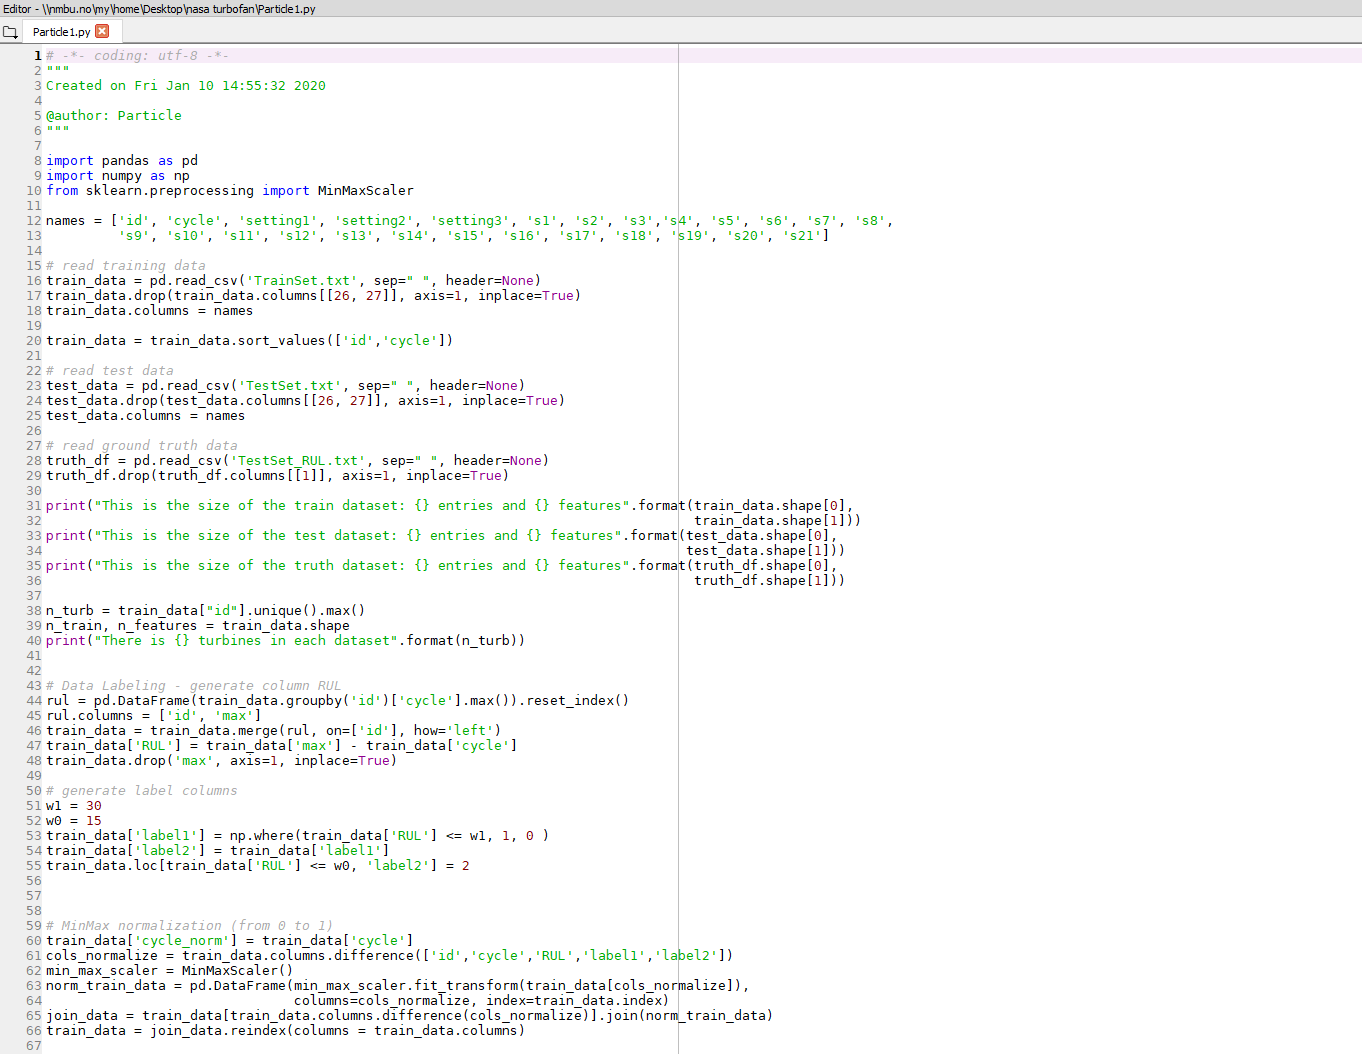 Editor - \\nmbu.no\my\home\Desktop\nasa turbofan\Particle1.py
Particle1.py
1 # -*- coding: utf-8 -*-
2 """
3 Created on Fri Jan 10 14:55:32 2020
4
5 @author: Particle
6 """
7
8 import pandas as pd
9 import numpy as np
10 from sklearn.preprocessing import MinMaxScaler
11
12 names = ['id', 'cycle', 'setting1', 'setting2', 'setting3', 's1', 's2', 's3','s4', 's5', 's6', 's7', 's8',
13          's9', 's10', 's11', 's12', 's13', 's14', 's15', 's16', 's17', 's18', 's19', 's20', 's21']
14
15 # read training data
16 train_data = pd.read_csv('TrainSet.txt', sep=" ", header=None)
17 train_data.drop(train_data.columns[[26, 27]], axis=1, inplace=True)
18 train_data.columns = names
19
20 train_data = train_data.sort_values(['id','cycle'])
21
22 # read test data
23 test_data = pd.read_csv('TestSet.txt', sep=" ", header=None)
24 test_data.drop(test_data.columns[[26, 27]], axis=1, inplace=True)
25 test_data.columns = names
26
27 # read ground truth data
28 truth_df = pd.read_csv('TestSet_RUL.txt', sep=" ", header=None)
29 truth_df.drop(truth_df.columns[[1]], axis=1, inplace=True)
30
31 print("This is the size of the train dataset: {} entries and {} features".format(train_data.shape[0],
32                                                                                  train_data.shape[1]))
33 print("This is the size of the test dataset: {} entries and {} features".format(test_data.shape[0],
34                                                                                 test_data.shape[1]))
35 print("This is the size of the truth dataset: {} entries and {} features".format(truth_df.shape[0],
36                                                                                  truth_df.shape[1]))
37
38 n_turb = train_data["id"].unique().max()
39 n_train, n_features = train_data.shape
40 print("There is {} turbines in each dataset".format(n_turb))
41
42
43 # Data Labeling - generate column RUL
44 rul = pd.DataFrame(train_data.groupby('id')['cycle'].max()).reset_index()
45 rul.columns = ['id', 'max']
46 train_data = train_data.merge(rul, on=['id'], how='left')
47 train_data['RUL'] = train_data['max'] - train_data['cycle']
48 train_data.drop('max', axis=1, inplace=True)
49
50 # generate label columns
51 w1 = 30
52 w0 = 15
53 train_data['label1'] = np.where(train_data['RUL'] <= w1, 1, 0 )
54 train_data['label2'] = train_data['label1']
55 train_data.loc[train_data['RUL'] <= w0, 'label2'] = 2
56
57
58
59 # MinMax normalization (from 0 to 1)
60 train_data['cycle_norm'] = train_data['cycle']
61 cols_normalize = train_data.columns.difference(['id','cycle','RUL','label1','label2'])
62 min_max_scaler = MinMaxScaler()
63 norm_train_data = pd.DataFrame(min_max_scaler.fit_transform(train_data[cols_normalize]),
64                                columns=cols_normalize, index=train_data.index)
65 join_data = train_data[train_data.columns.difference(cols_normalize)].join(norm_train_data)
66 train_data = join_data.reindex(columns = train_data.columns)
67